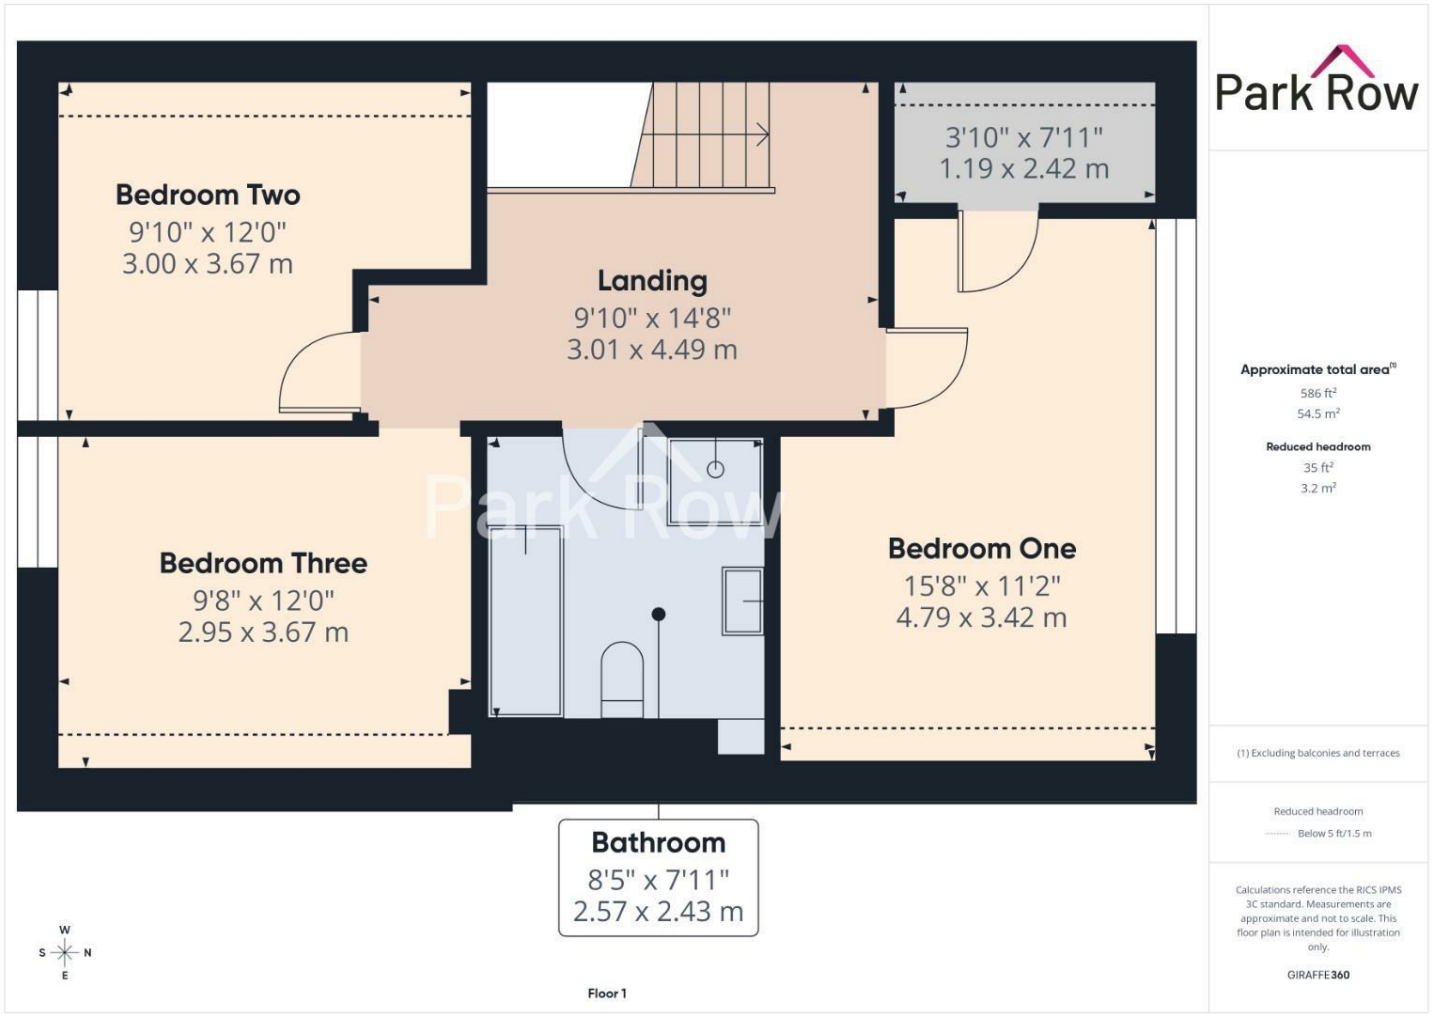 Park Row
Bedroom Two
9'10" x 12'0"
3.00 x 3.67 m
3'10" x 7'11"
1.19 x 2.42 m
Landing
9'10" x 14'8"
3.01 x 4.49 m
Park Row
Bedroom Three
9'8" x 12'0"
2.95 x 3.67 m
Bedroom One
15'8" x 11'2"
4.79 x 3.42 m
Bathroom
8'5" x 7'11"
2.57 x 2.43 m
W
S N
E
Floor 1
Approximate total area(1)
586 ft²
54.5 m²
Reduced headroom
35 ft²
3.2 m²
(1) Excluding balconies and terraces
Reduced headroom
Below 5 ft/1.5 m
Calculations reference the RICS IPMS
3C standard. Measurements are
approximate and not to scale. This
floor plan is intended for illustration
only.
GIRAFFE360